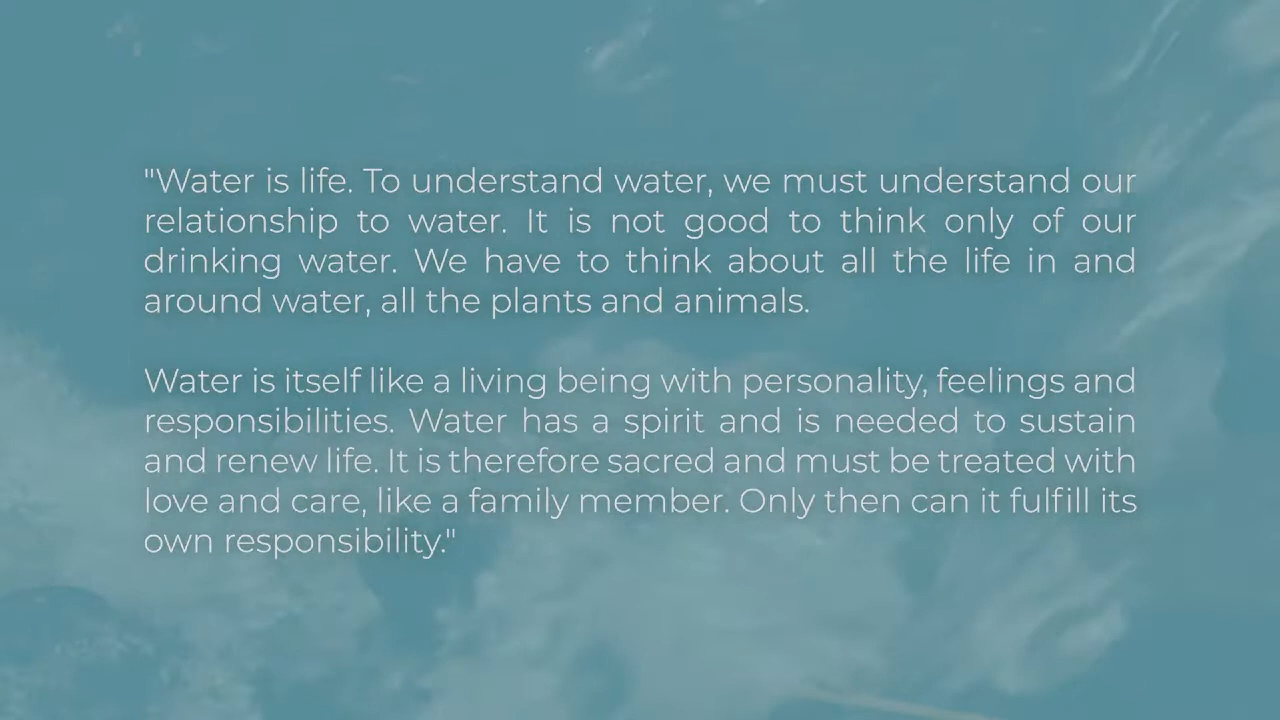 "Water is life. To understand water, we must understand our
relationship to water. It is not good to think only of our
drinking water. We have to think about all the life in and
around water, all the plants and animals.
Water is itself like a living being with personality, feelings and
responsibilities. Water has a spirit and is needed to sustain
and renew life. It is therefore sacred and must be treated with
love and care, like a family member. Only then can it fulfill its
own responsibility."